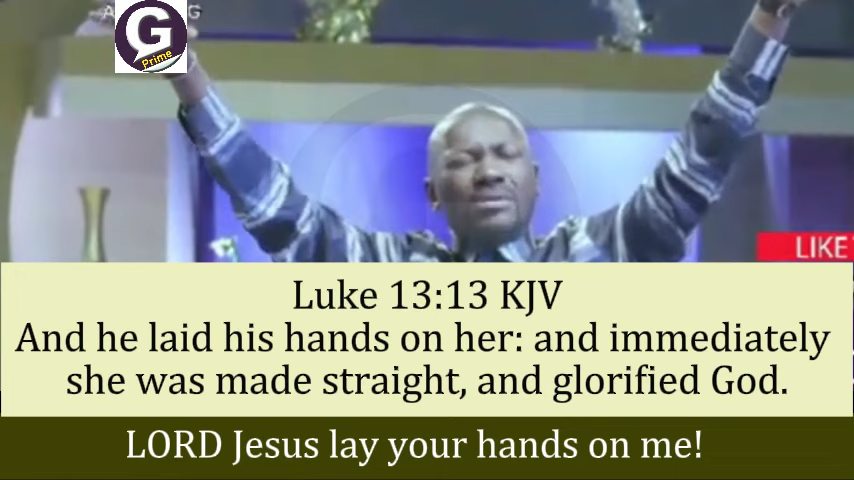 G
Prime
LIKE
Luke 13:13 KJV
And he laid his hands on her: and immediately
she was made straight, and glorified God.
LORD Jesus lay your hands on me!